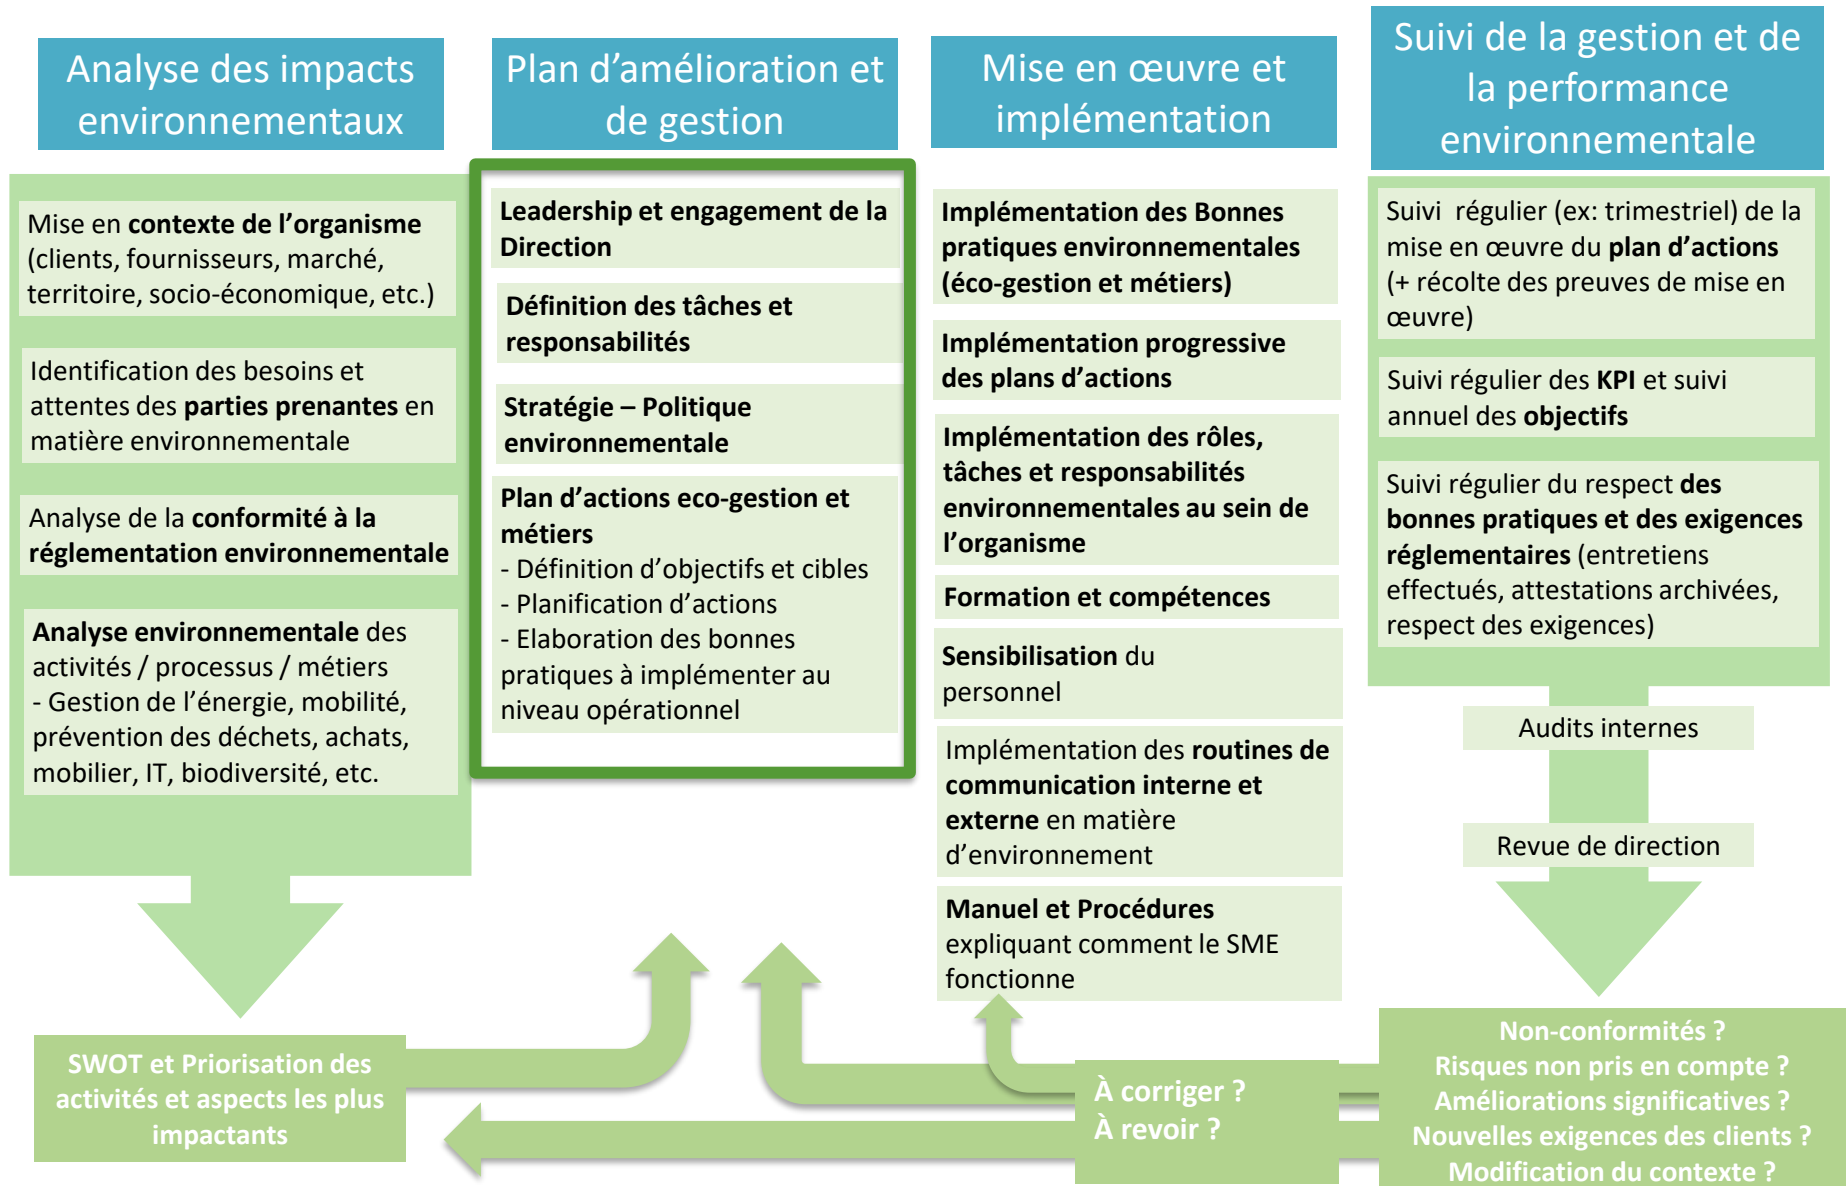 Analyse des impacts
environnementaux
Mise en contexte de l’organisme
(clients, fournisseurs, marché,
territoire, socio-économique, etc.)
Identification des besoins et
attentes des parties prenantes en
matière environnementale
Analyse de la conformité à la
réglementation environnementale
Analyse environnementale des
activités / processus / métiers
- Gestion de l’énergie, mobilité,
prévention des déchets, achats,
mobilier, IT, biodiversité, etc.
SWOT et Priorisation des
activités et aspects les plus
impactants
Plan d’amélioration et
de gestion
Leadership et engagement de la
Direction
Définition des tâches et
responsabilités
Stratégie – Politique
environnementale
Plan d’actions eco-gestion et
métiers
- Définition d’objectifs et cibles
- Planification d’actions
- Elaboration des bonnes
pratiques à implémenter au
niveau opérationnel
Mise en œuvre et
implémentation
Implémentation des Bonnes
pratiques environnementales
(éco-gestion et métiers)
Implémentation progressive
des plans d’actions
Implémentation des rôles,
tâches et responsabilités
environnementales au sein de
l’organisme
Formation et compétences
Sensibilisation du
personnel
Implémentation des routines de
communication interne et
externe en matière
d’environnement
Manuel et Procédures
expliquant comment le SME
fonctionne
À corriger ?
À revoir ?
Suivi de la gestion et de
la performance
environnementale
Suivi  régulier (ex: trimestriel) de la
mise en œuvre du plan d’actions
(+ récolte des preuves de mise en
œuvre)
Suivi régulier des KPI et suivi
annuel des objectifs
Suivi régulier du respect des
bonnes pratiques et des exigences
réglementaires (entretiens
effectués, attestations archivées,
respect des exigences)
Audits internes
Revue de direction
Non-conformités ?
Risques non pris en compte ?
Améliorations significatives ?
Nouvelles exigences des clients ?
Modification du contexte ?